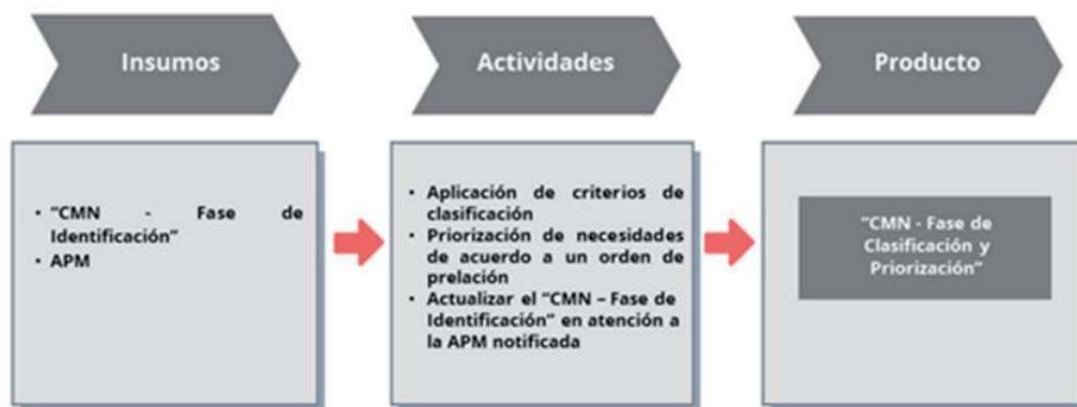 Insumos
Actividades
Producto
• "CMN - Fase de
Identificación"
• APM
• Aplicación de criterios de
clasificación
• Priorización de necesidades
de acuerdo a un orden de
prelación
• Actualizar el "CMN – Fase de
Identificación" en atención a
la APM notificada
"CMN - Fase de
Clasificación y
Priorización"